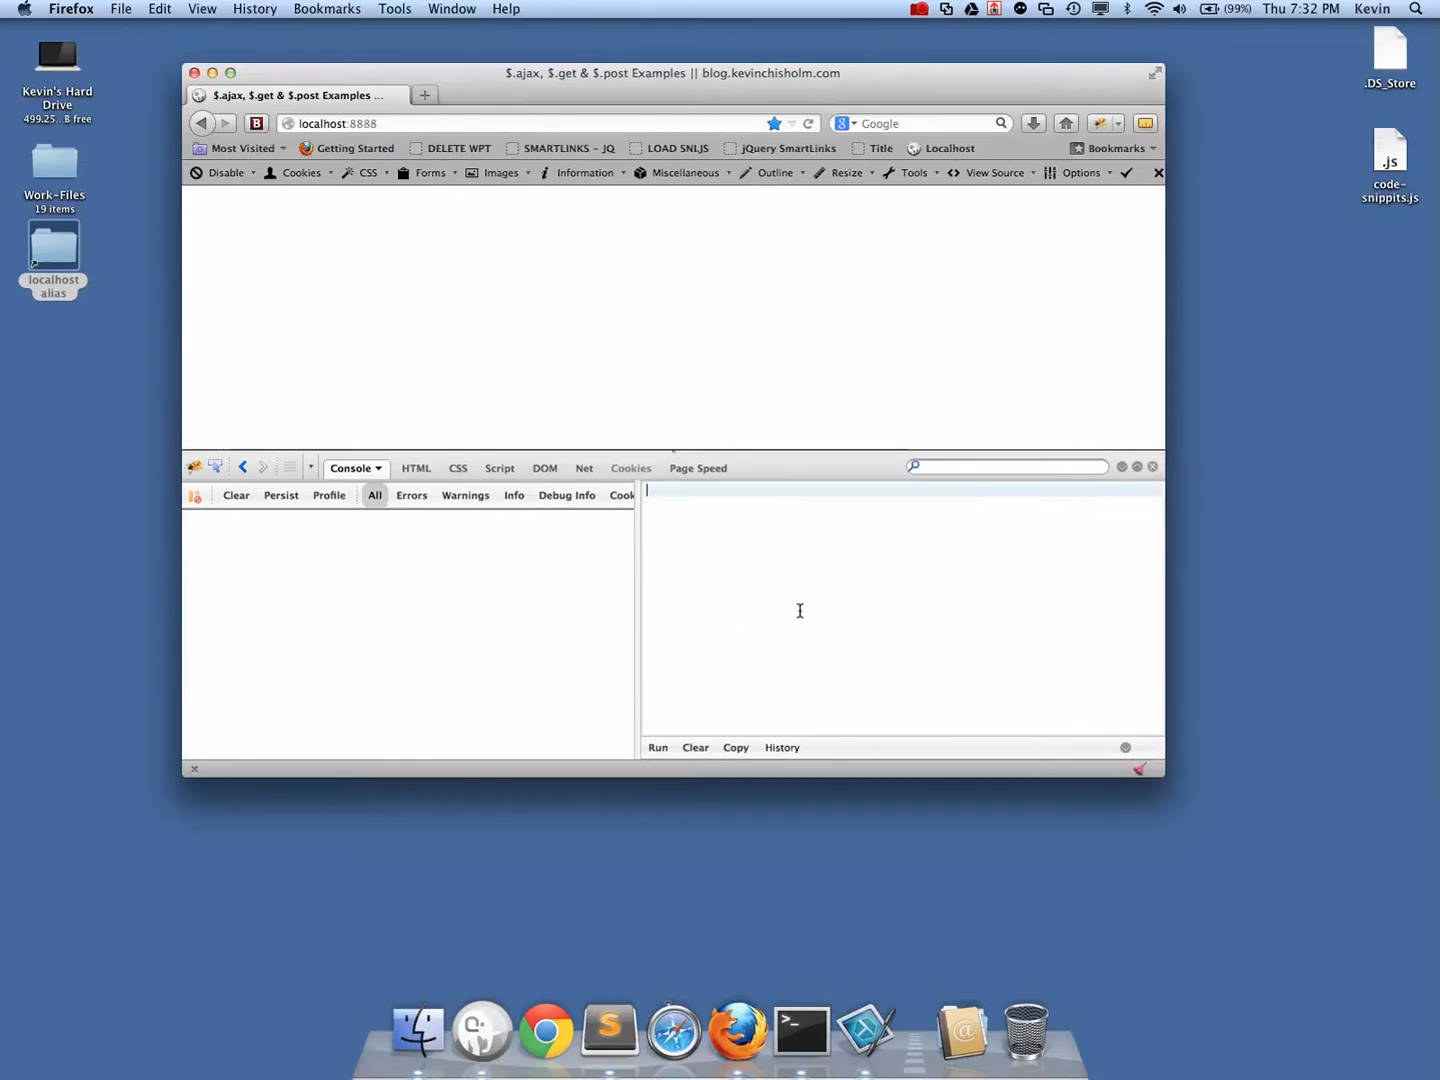 Firefox File Edit View History Bookmarks Tools Window Help
(99%) Thu 7:32 PM Kevin
Kevin's Hard
Drive
499.25...B free
Work-Files
19 items
localhost
alias
.DS_Store
.js
code-
snippits.js
$.ajax, $.get & $.post Examples || blog.kevinchisholm.com
$.ajax, $.get & $.post Examples ...
B localhost:8888 8 Google
Most Visited Getting Started DELETE WPT SMARTLINKS - JQ LOAD SNIJS jQuery SmartLinks Title Localhost Bookmarks
Disable Cookies CSS Forms Images Information Miscellaneous Outline Resize Tools View Source Options
Console HTML CSS Script DOM Net Cookies Page Speed
Clear Persist Profile All Errors Warnings Info Debug Info Cook
Run Clear Copy History
S >_ @